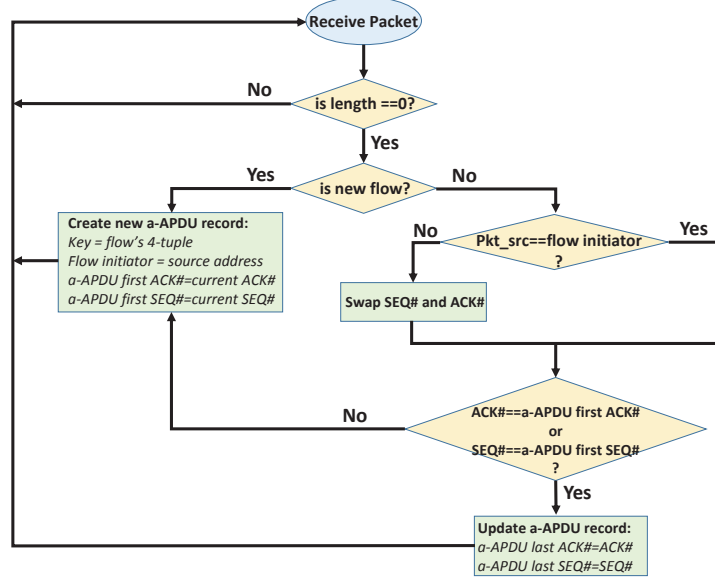 Receive Packet
No
is length ==0?
Yes
Yes
is new flow?
No
Create new a-APDU record:
Key = flow's 4-tuple
Flow initiator = source address
a-APDU first ACK#=current ACK#
a-APDU first SEQ#=current SEQ#
No
Pkt_src==flow initiator
?
Yes
Swap SEQ# and ACK#
No
ACK#==a-APDU first ACK#
or
SEQ#==a-APDU first SEQ#
?
Yes
Update a-APDU record:
a-APDU last ACK#=ACK#
a-APDU last SEQ#=SEQ#